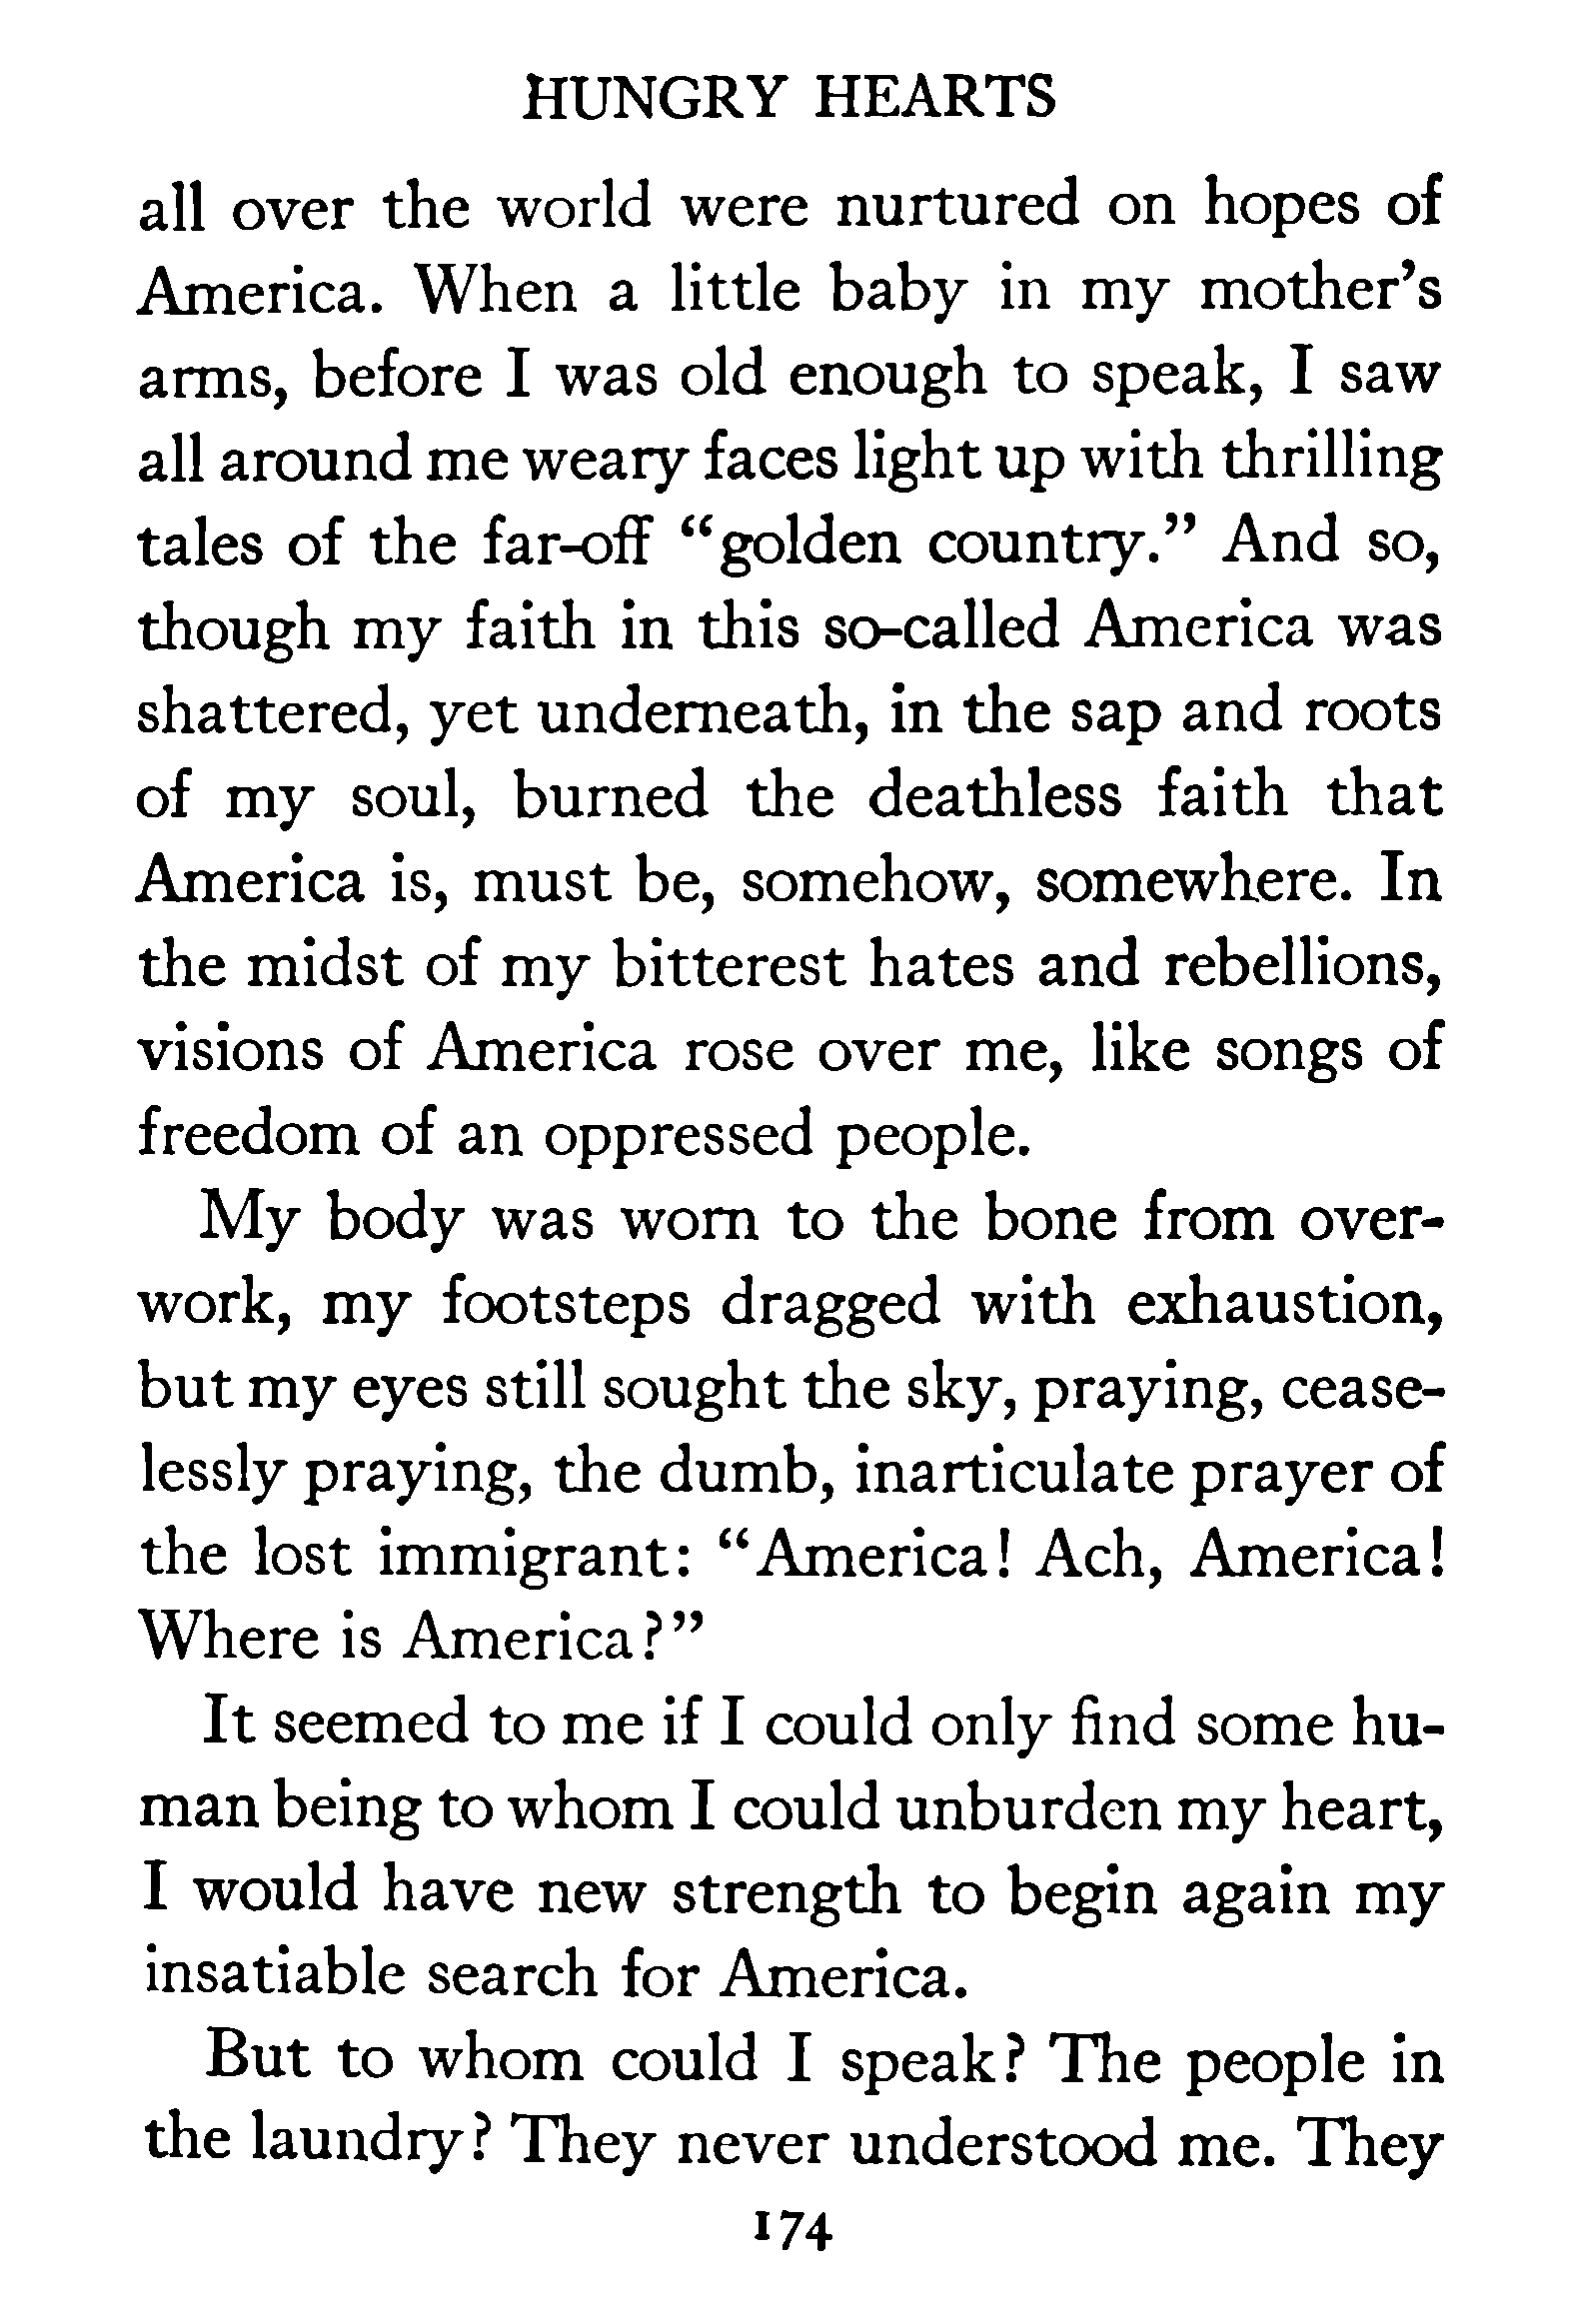 HUNGRY HEARTS
all over the world were nurtured on hopes of
America. When a little baby in my mother's
arms, before I was old enough to speak, I saw
all around me weary faces light up with thrilling
tales of the far-off “golden country.” And so,
though my faith in this so-called America was
shattered, yet underneath, in the sap and roots
of my soul, burned the deathless faith that
America is, must be, somehow, somewhere. In
the midst of my bitterest hates and rebellions,
visions of America rose over me, like songs of
freedom of an oppressed people.
My body was worn to the bone from over-
work, my footsteps dragged with exhaustion,
but my eyes still sought the sky, praying, cease-
lessly praying, the dumb, inarticulate prayer of
the lost immigrant: “America! Ach, America!
Where is America?”
It seemed to me if I could only find some hu-
man being to whom I could unburden my heart,
I would have new strength to begin again my
insatiable search for America.
But to whom could I speak? The people in
the laundry? They never understood me. They
174